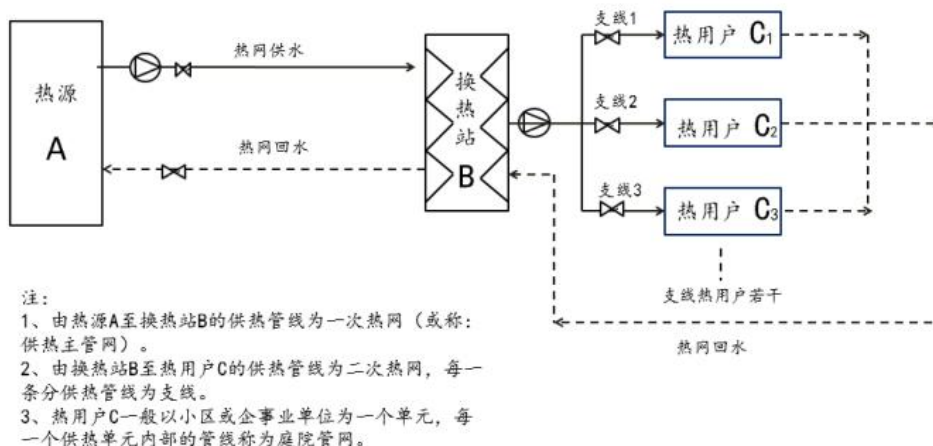 支线1
热用户 C₁
热网供水
热源
A
换热站
B
支线2
热用户 C₂
热网回水
支线3
热用户 C₃
支线热用户若干
热网回水
注:
1、由热源A至换热站B的供热管线为一次热网(或称:
供热主管网)。
2、由换热站B至热用户C的供热管线为二次热网,每一
条分供热管线为支线。
3、热用户C一般以小区或企事业单位为一个单元,每
一个供热单元内部的管线称为庭院管网。